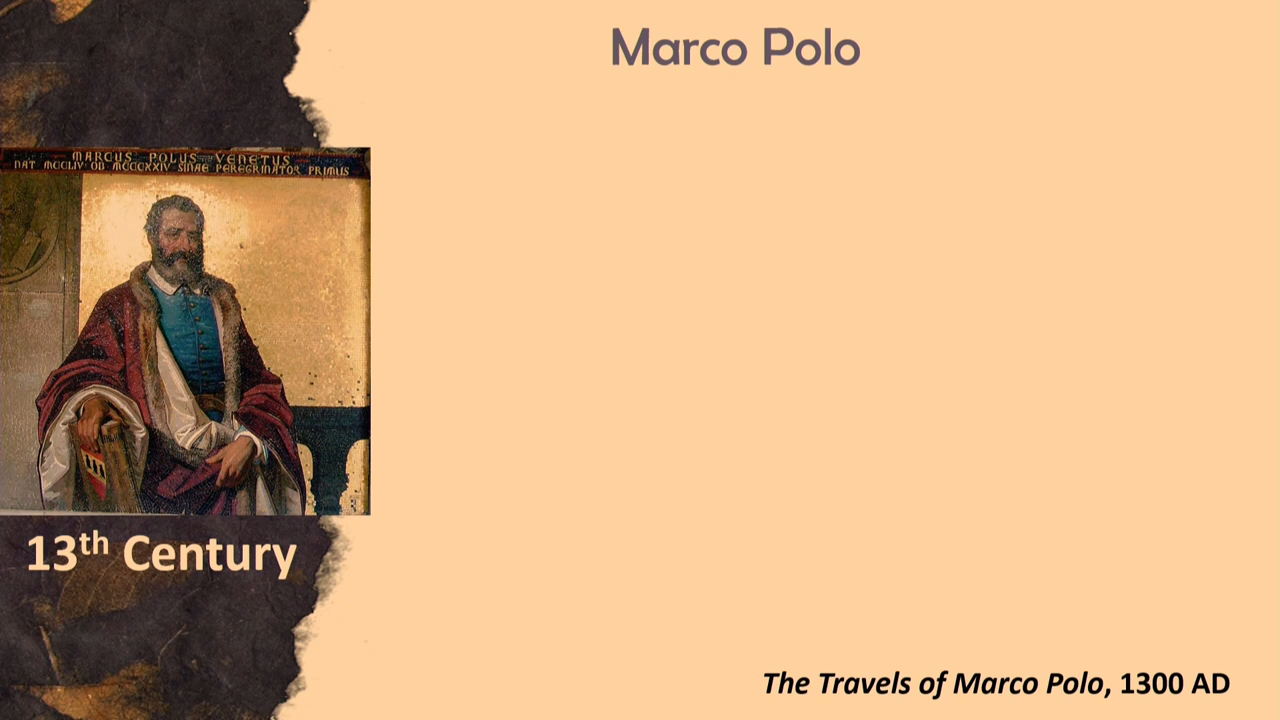 Marco Polo
MARCUS POLUS VENETUS
NAT MCCLIV OB MCCCXXIV SINAE PEREGRINATOR PRIMUS
13th Century
The Travels of Marco Polo, 1300 AD